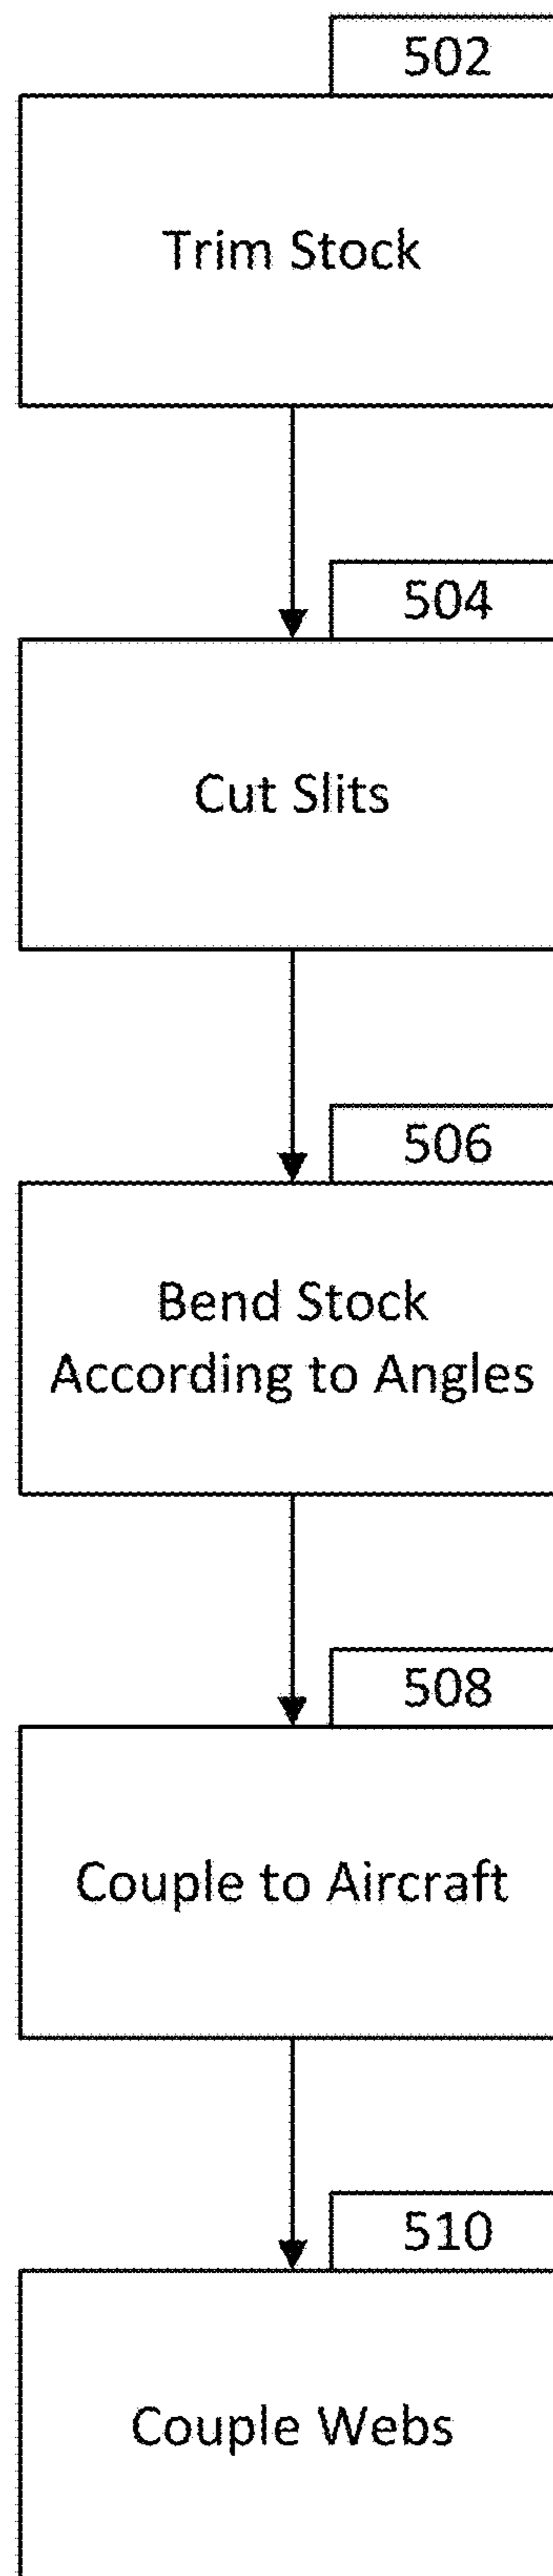 502
Trim Stock
504
Cut Slits
506
Bend Stock
According to Angles
508
Couple to Aircraft
510
Couple Webs